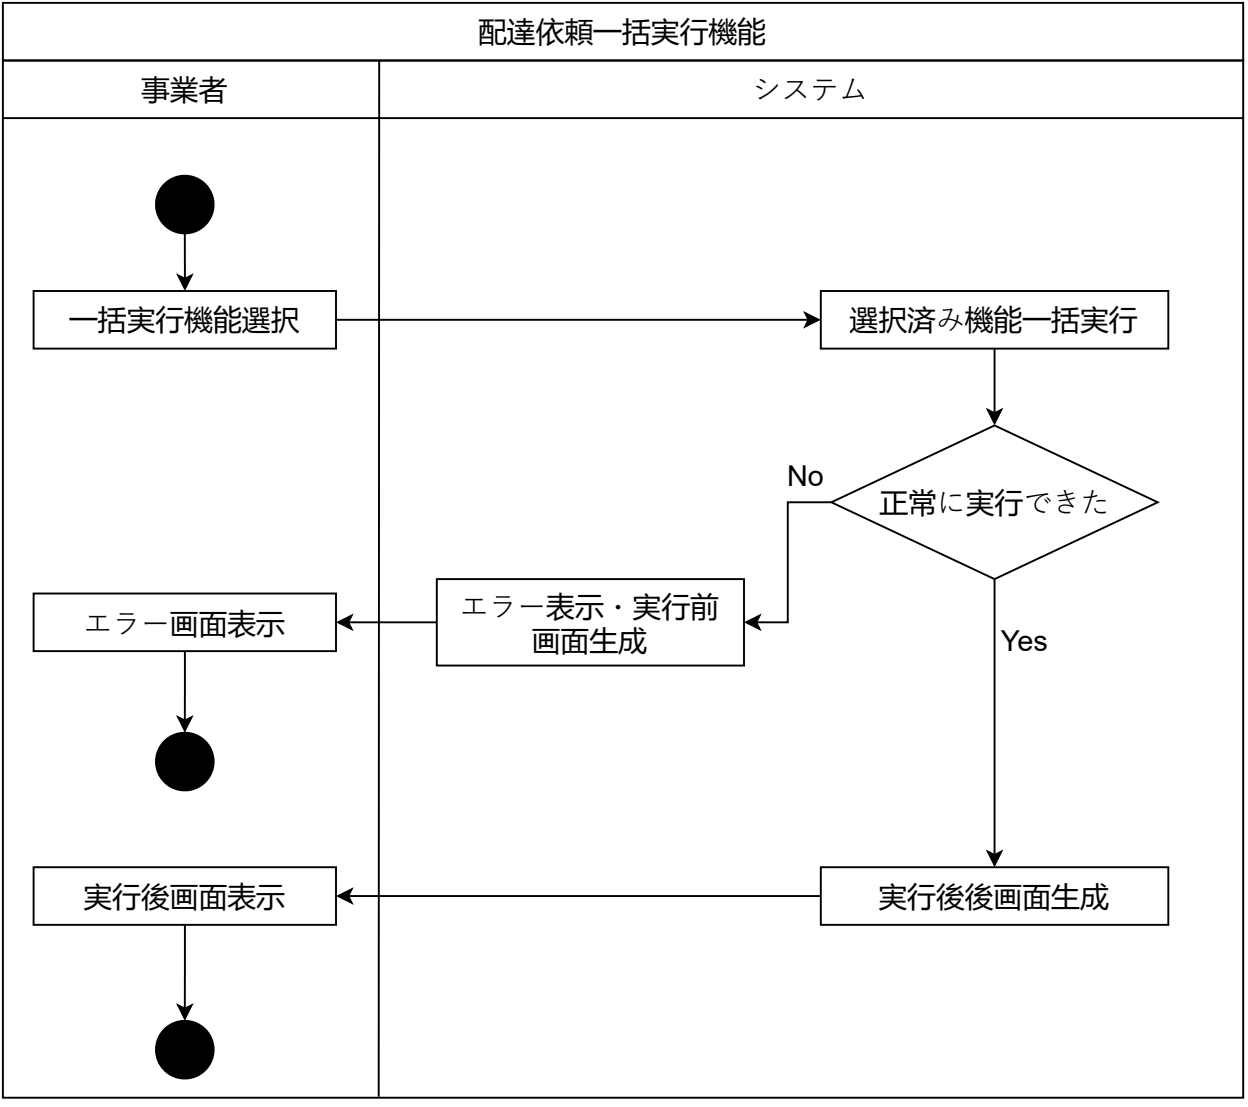 配達依頼一括実行機能
事業者
システム
一括実行機能選択
選択済み機能一括実行
No
正常に実行できた
エラー画面表示
エラー表示・実行前
画面生成
Yes
実行後画面表示
実行後後画面生成